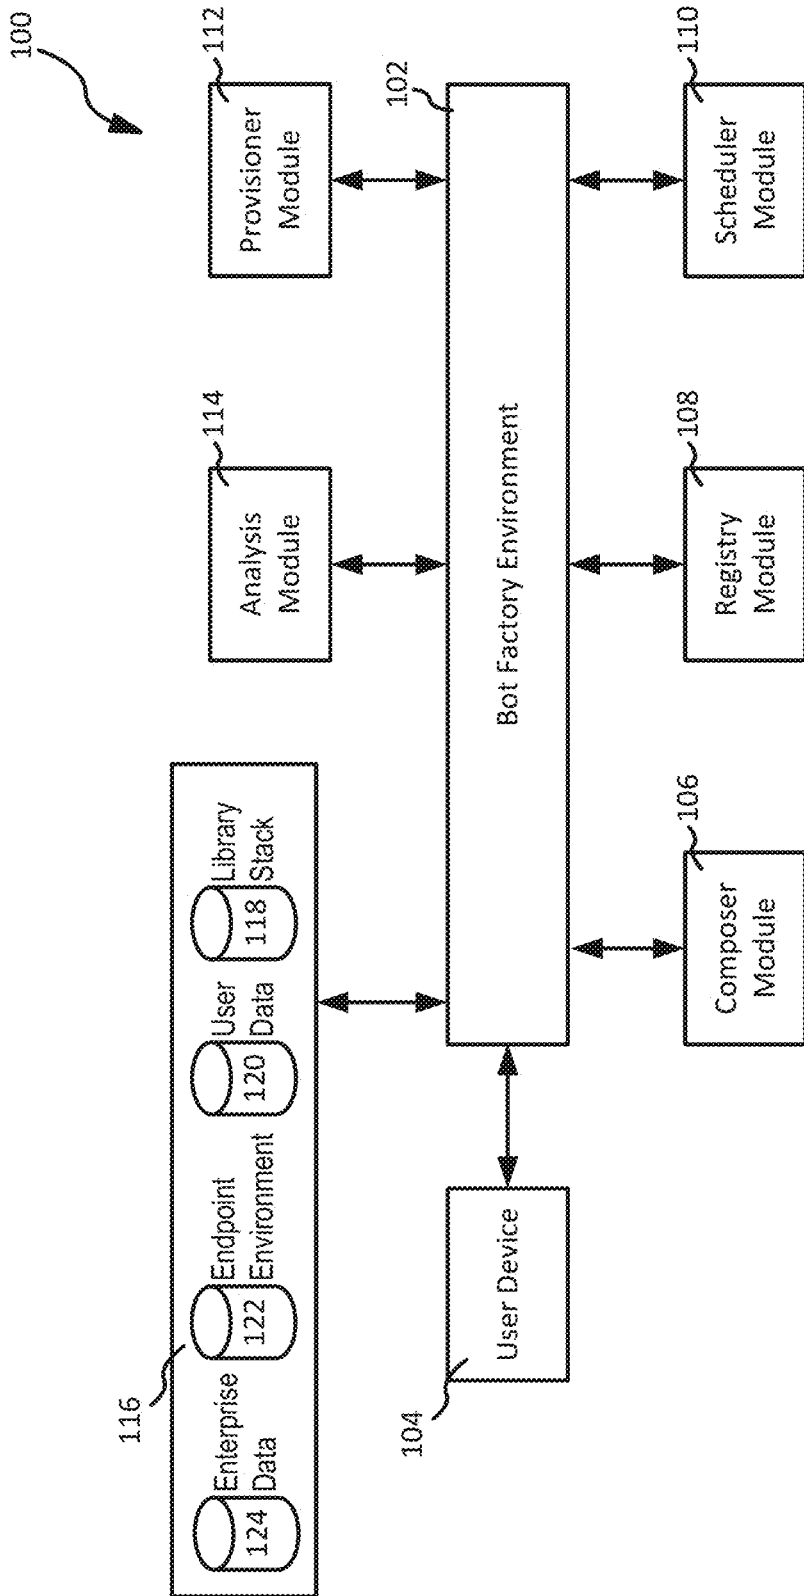 100
116
Enterprise
Data
124
Endpoint
Environment
122
User
Data
120
Library
Stack
118
Analysis
Module
114
Provisioner
Module
112
User Device
104
Bot Factory Environment
102
Composer
Module
106
Registry
Module
108
Scheduler
Module
110